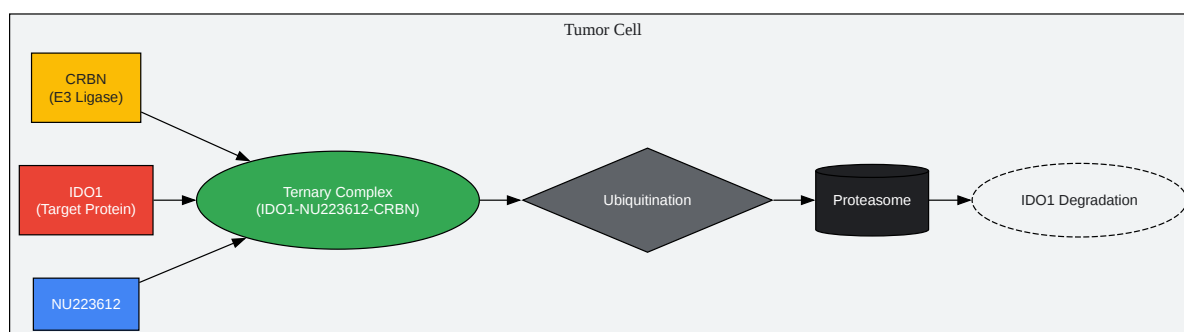 Tumor Cell
CRBN
(E3 Ligase)
IDO1
(Target Protein)
NU223612
Ternary Complex
(IDO1-NU223612-CRBN)
Ubiquitination
Proteasome
IDO1 Degradation